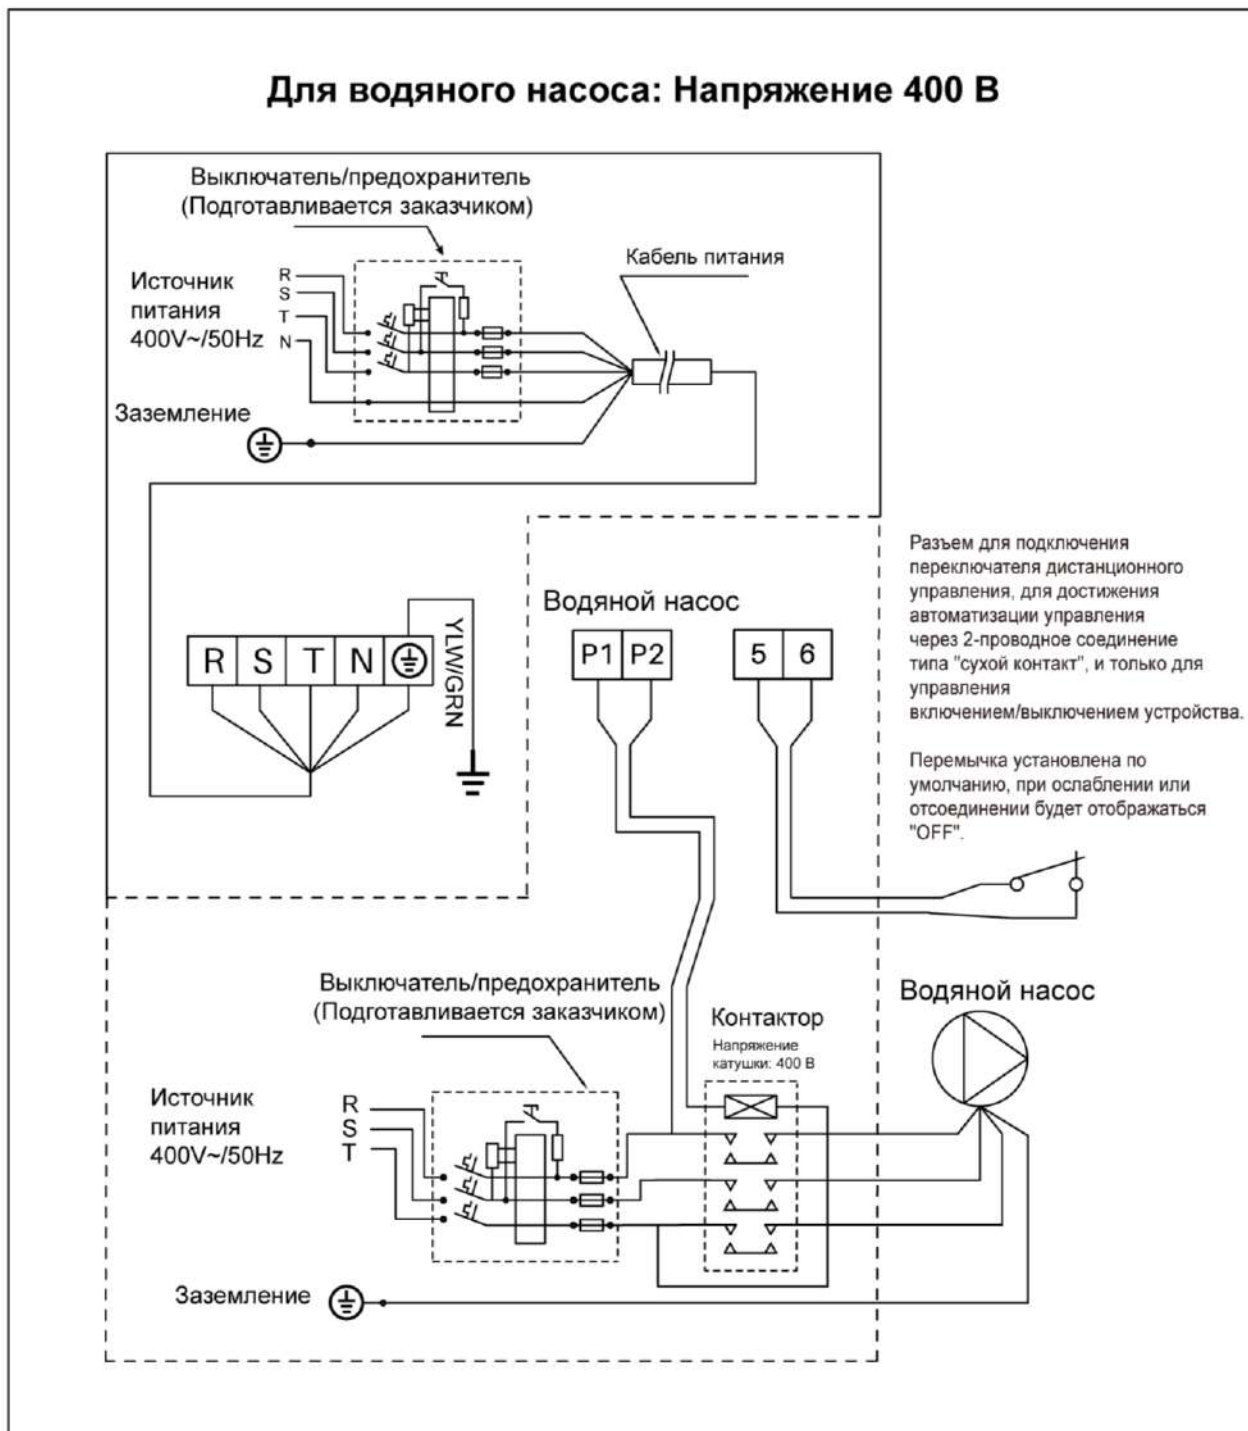 Для водяного насоса: Напряжение 400 В
Выключатель/предохранитель
(Подготавливается заказчиком)
Кабель питания
Источник
питания
400V~/50Hz
R
S
T
N
Заземление
Разъем для подключения
переключателя дистанционного
управления, для достижения
автоматизации управления
через 2-проводное соединение
типа "сухой контакт", и только для
управления
включением/выключением устройства.
Перемычка установлена по
умолчанию, при ослаблении или
отсоединении будет отображаться
"OFF".
Водяной насос
R S T N
YLW/GRN
P1 P2
5 6
Выключатель/предохранитель
(Подготавливается заказчиком)
Контактор
Напряжение
катушки: 400 В
Водяной насос
Источник
питания
400V~/50Hz
R
S
T
Заземление